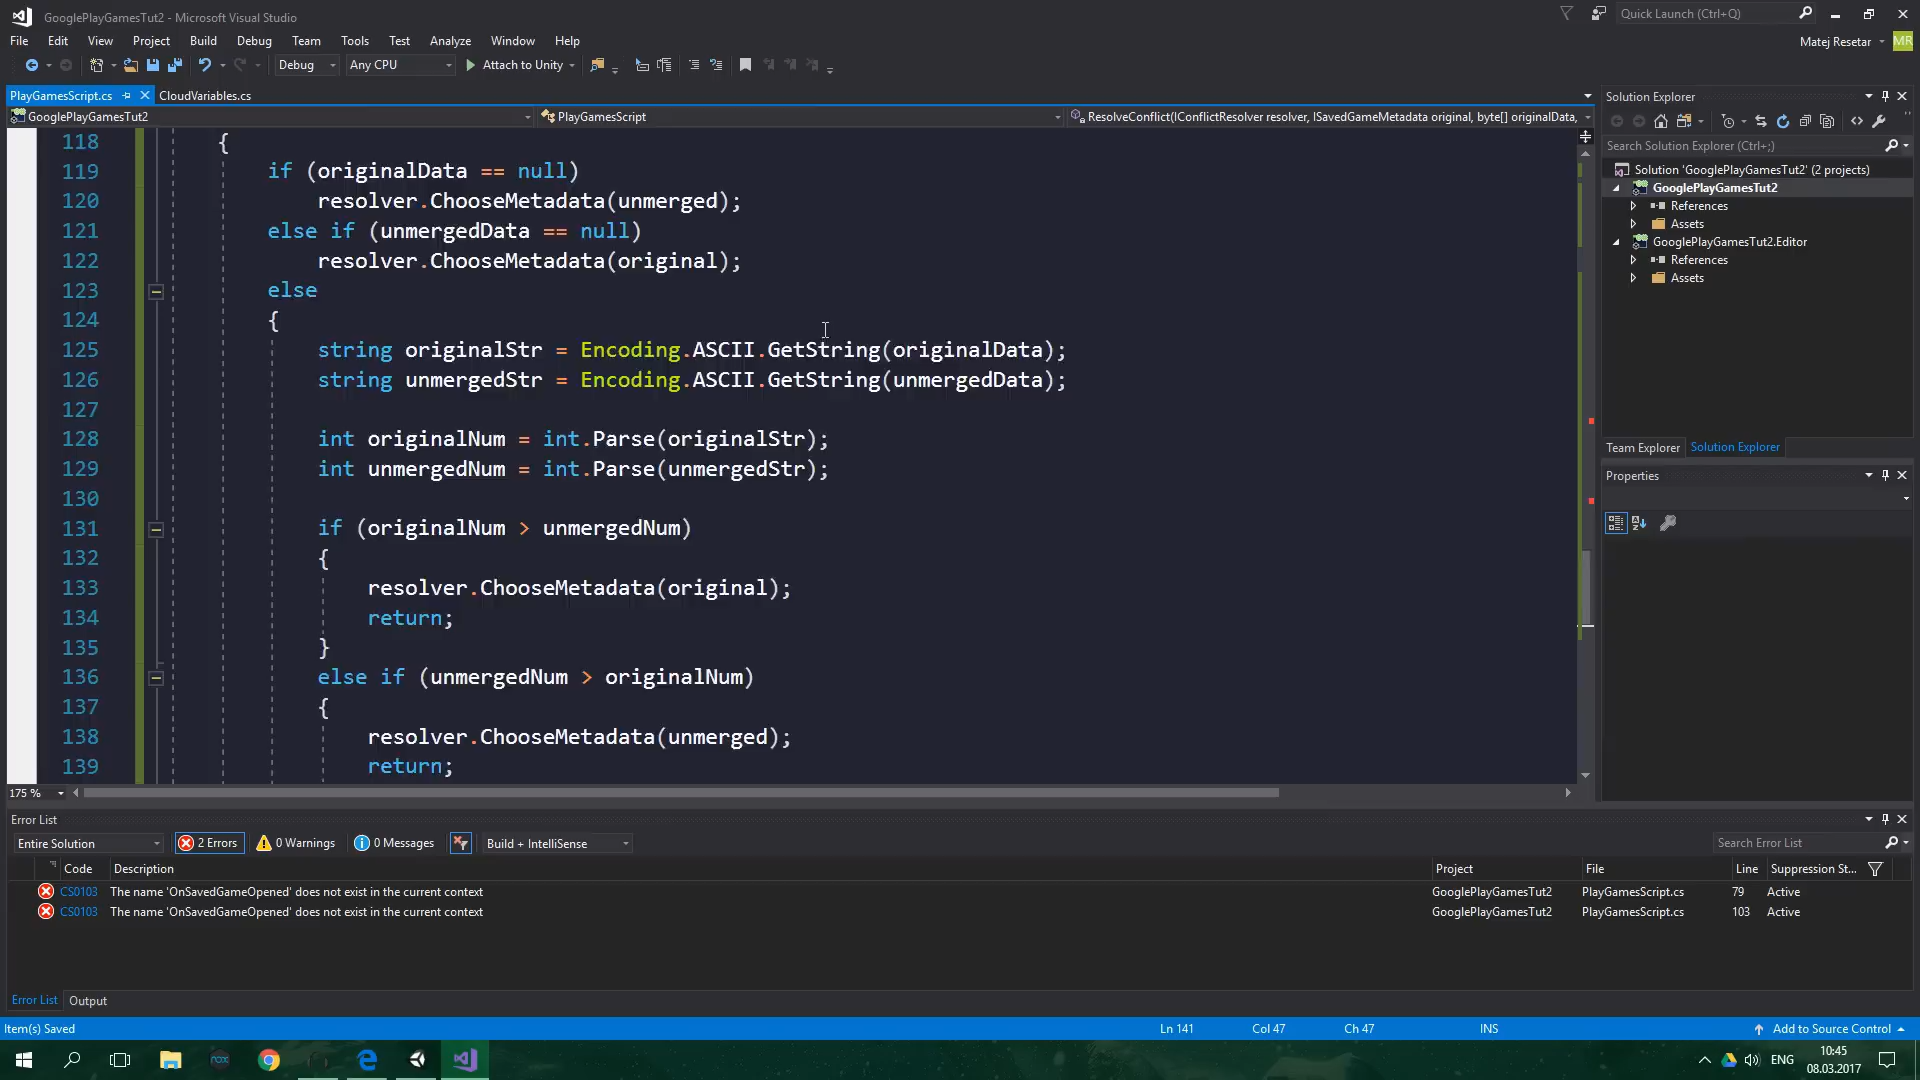 GooglePlayGamesTut2 - Microsoft Visual Studio
Quick Launch (Ctrl+Q)
File Edit View Project Build Debug Team Tools Test Analyze Window Help
Matej Resetar MR
Debug Any CPU Attach to Unity
PlayGamesScript.cs CloudVariables.cs
GooglePlayGamesTut2 PlayGamesScript ResolveConflict(IConflictResolver resolver, ISavedGameMetadata original, byte[] originalData,
118 {
119 if (originalData == null)
120 resolver.ChooseMetadata(unmerged);
121 else if (unmergedData == null)
122 resolver.ChooseMetadata(original);
123 else
124 {
125 string originalStr = Encoding.ASCII.GetString(originalData);
126 string unmergedStr = Encoding.ASCII.GetString(unmergedData);
127
128 int originalNum = int.Parse(originalStr);
129 int unmergedNum = int.Parse(unmergedStr);
130
131 if (originalNum > unmergedNum)
132 {
133 resolver.ChooseMetadata(original);
134 return;
135 }
136 else if (unmergedNum > originalNum)
137 {
138 resolver.ChooseMetadata(unmerged);
139 return;
175 %
Solution Explorer
Search Solution Explorer (Ctrl+;)
Solution 'GooglePlayGamesTut2' (2 projects)
GooglePlayGamesTut2
References
Assets
GooglePlayGamesTut2.Editor
References
Assets
Team Explorer Solution Explorer
Properties
Error List
Entire Solution 2 Errors 0 Warnings 0 Messages Build + IntelliSense Search Error List
Code Description Project File Line Suppression St...
CS0103 The name 'OnSavedGameOpened' does not exist in the current context GooglePlayGamesTut2 PlayGamesScript.cs 79 Active
CS0103 The name 'OnSavedGameOpened' does not exist in the current context GooglePlayGamesTut2 PlayGamesScript.cs 103 Active
Error List Output
Item(s) Saved Ln 141 Col 47 Ch 47 INS Add to Source Control
nox ENG 10:45
08.03.2017